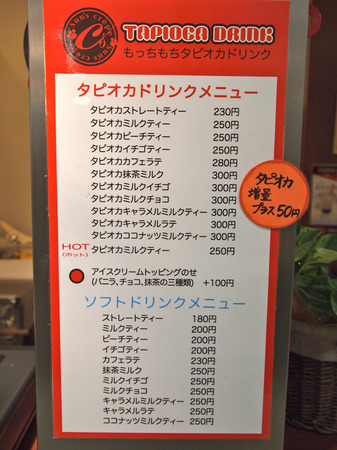 Sun's Crepe
TAPIOCA DRINK
もっちもちタピオカドリンク
タピオカドリンクメニュー
タピオカストレートティー 230円
タピオカミルクティー 250円
タピオカピーチティー 250円
タピオカイチゴティー 250円
タピオカカフェラテ 280円
タピオカ抹茶ミルク 300円
タピオカミルクイチゴ 300円
タピオカミルクチョコ 300円
タピオカキャラメルミルクティー 300円
タピオカキャラメルラテ 300円
タピオカココナッツミルクティー 300円
HOT
(ホット)
タピオカミルクティー 250円
タピオカ
増量
プラス50円
アイスクリームトッピングのせ
(バニラ、チョコ、抹茶の三種類) +100円
ソフトドリンクメニュー
ストレートティー 180円
ミルクティー 200円
ピーチティー 200円
イチゴティー 200円
カフェラテ 230円
抹茶ミルク 250円
ミルクイチゴ 250円
ミルクチョコ 250円
キャラメルミルクティー 250円
キャラメルラテ 250円
ココナッツミルクティー 250円